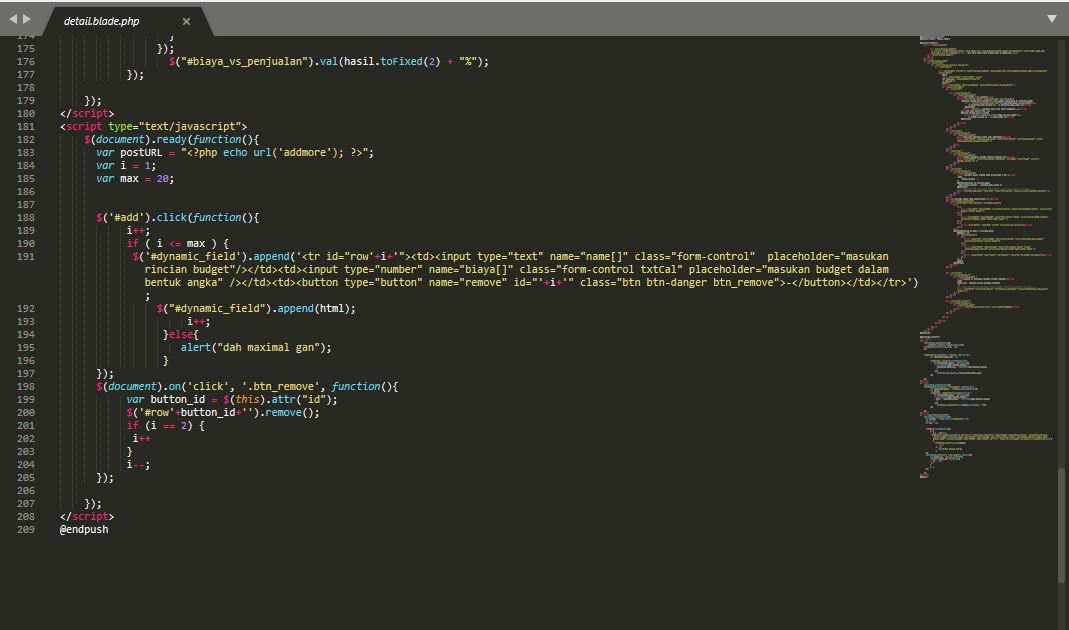 detail.blade.php
174 }
175 });
176 $("#biaya_vs_penjualan").val(hasil.toFixed(2) + "%");
177 });
178
179 });
180 </script>
181 <script type="text/javascript">
182 $(document).ready(function(){
183 var postURL = "<?php echo url('addmore'); ?>";
184 var i = 1;
185 var max = 20;
186
187
188 $('#add').click(function(){
189 i++;
190 if ( i <= max ) {
191 $('#dynamic_field').append('<tr id="row'+i+'"><td><input type="text" name="name[]" class="form-control"  placeholder="masukan
rincian budget"/></td><td><input type="number" name="biaya[]" class="form-control txtCal" placeholder="masukan budget dalam
bentuk angka" /></td><td><button type="button" name="remove" id="'+i+'" class="btn btn-danger btn_remove">-</button></td></tr>')
;
192 $("#dynamic_field").append(html);
193 i++;
194 }else{
195 alert("dah maximal gan");
196 }
197 });
198 $(document).on('click', '.btn_remove', function(){
199 var button_id = $(this).attr("id");
200 $('#row'+button_id+'').remove();
201 if (i == 2) {
202 i++
203 }
204 i--;
205 });
206
207 });
208 </script>
209 @endpush